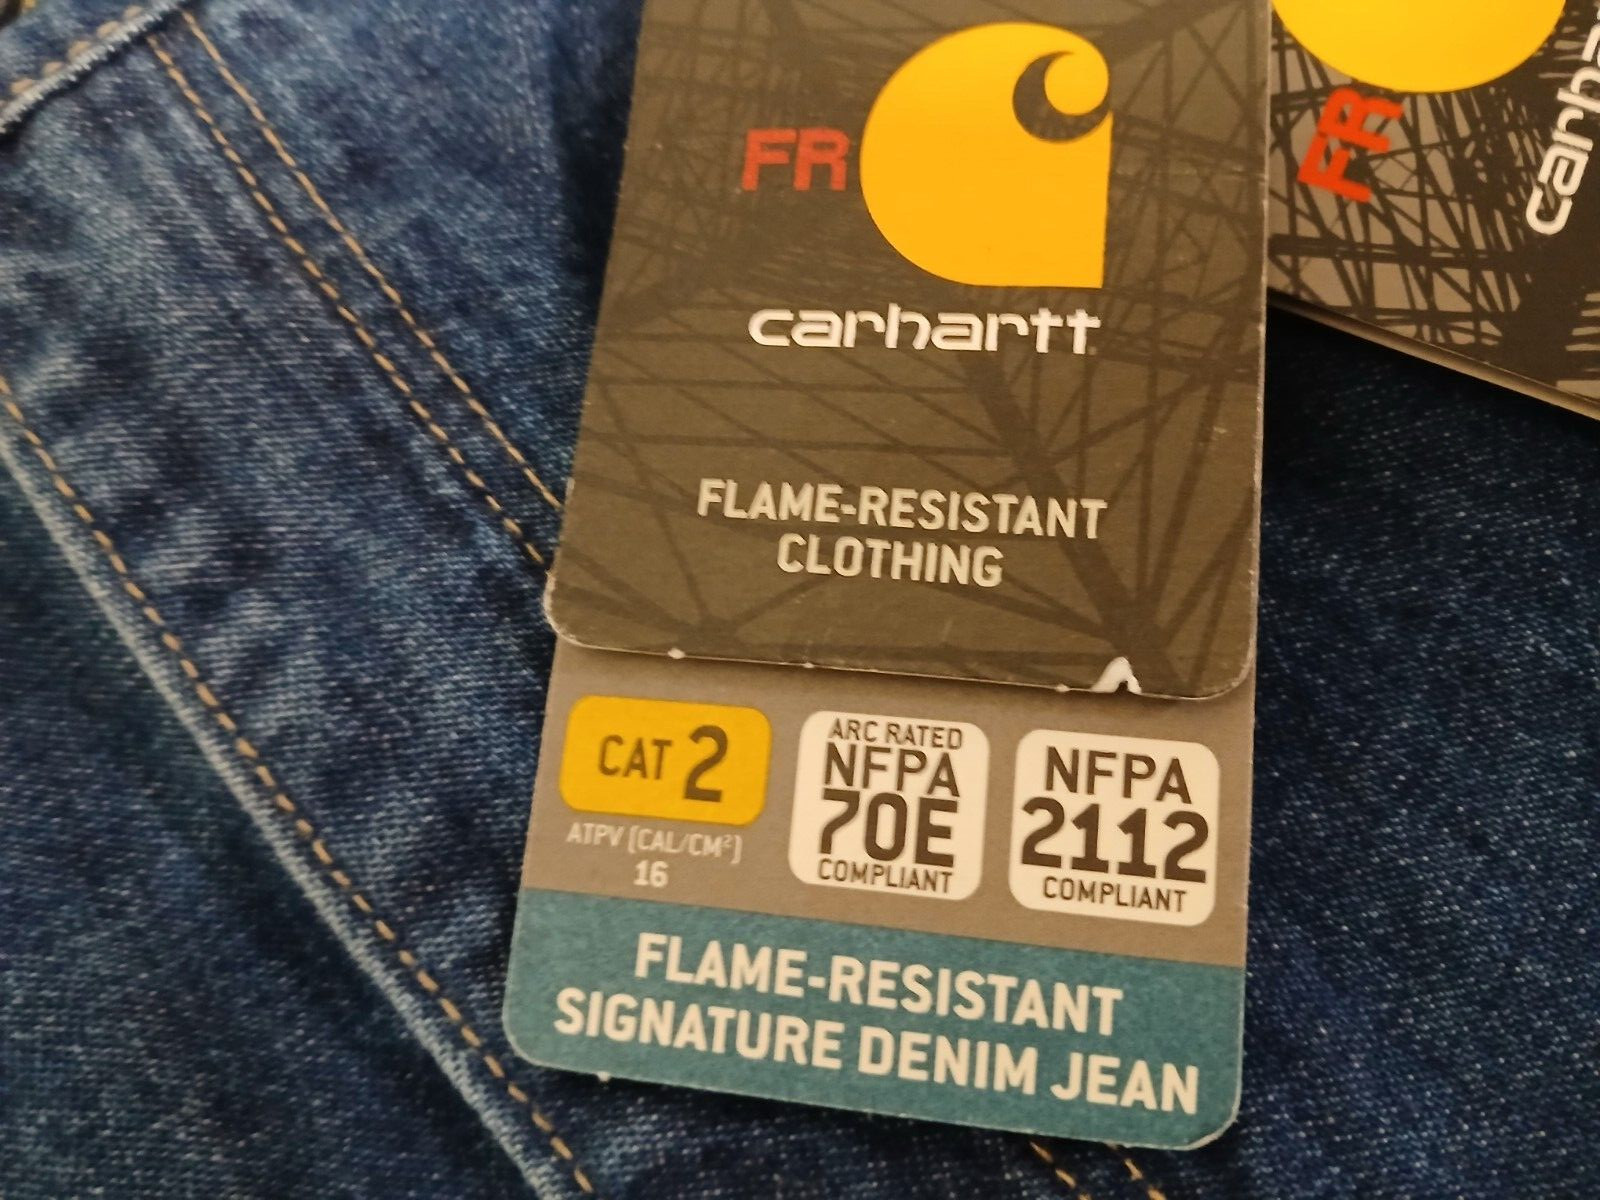 FR
carhartt
FLAME-RESISTANT
CLOTHING
CAT 2
ATPV (CAL/CM²)
16
ARC RATED
NFPA
70E
COMPLIANT
NFPA
2112
COMPLIANT
FLAME-RESISTANT
SIGNATURE DENIM JEAN
FR